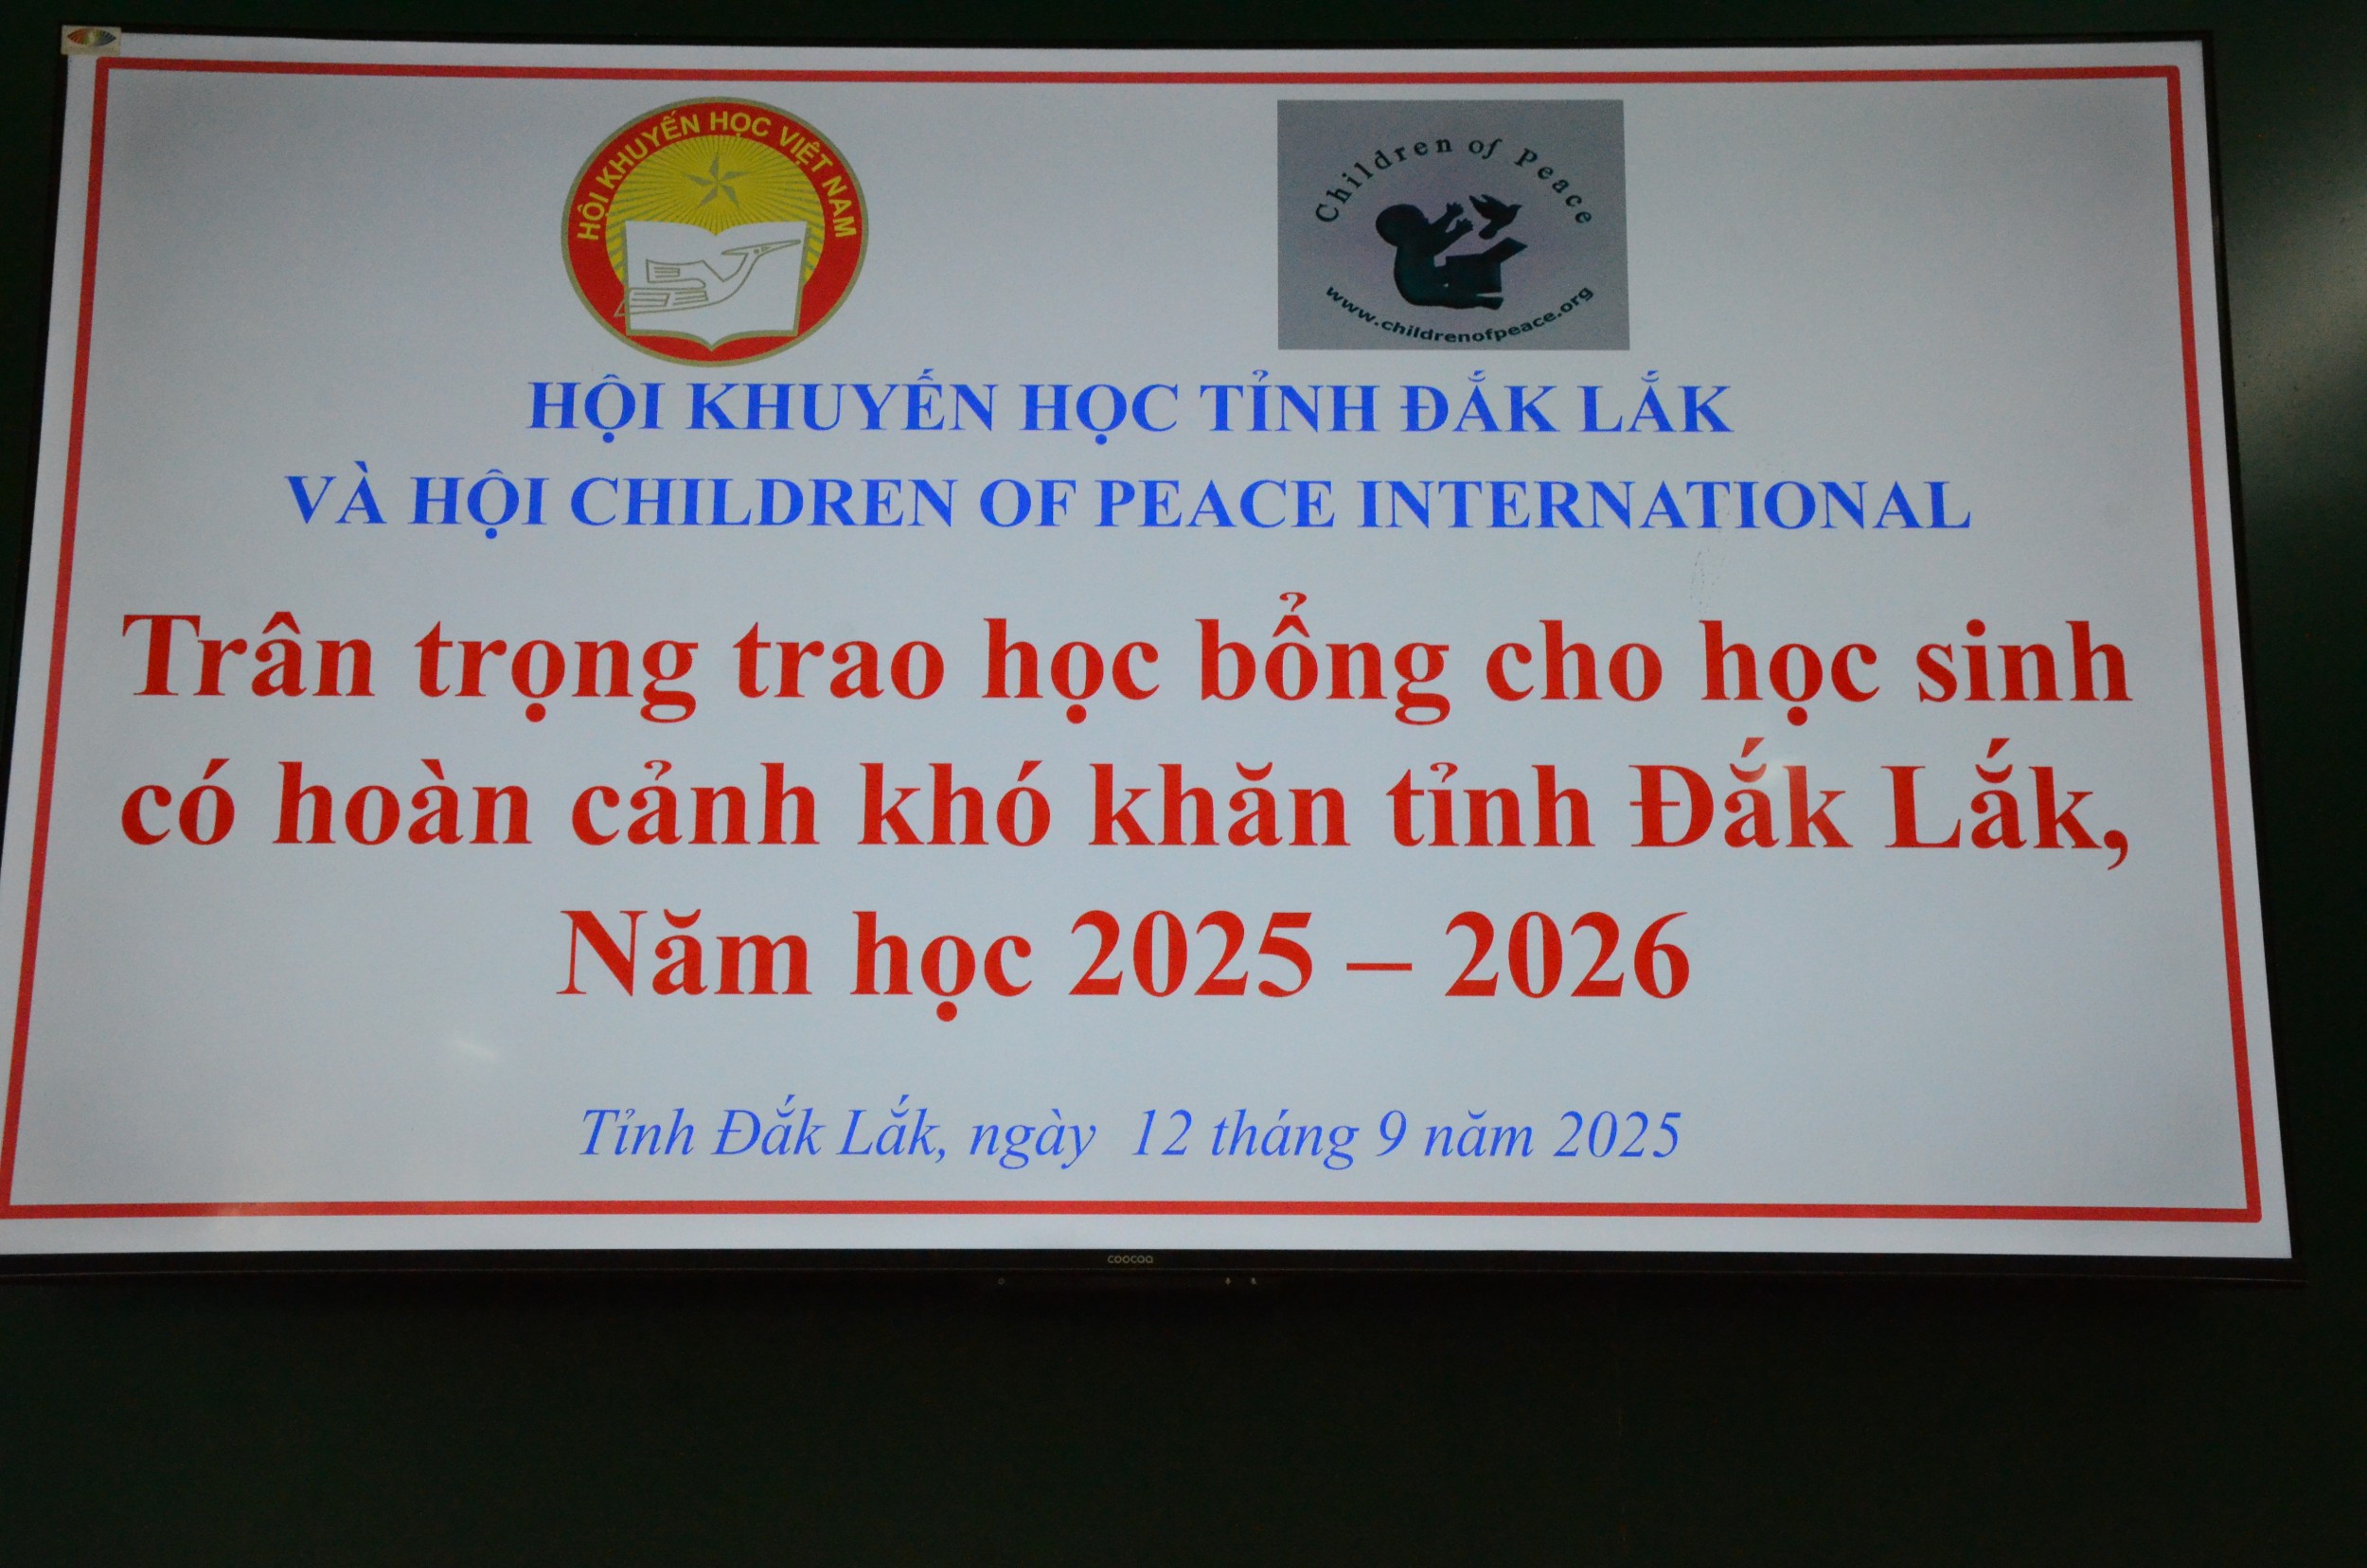 HỘI KHUYẾN HỌC VIỆT NAM
Children of Peace
www.childrenofpeace.org
HỘI KHUYẾN HỌC TỈNH ĐẮK LẮK
VÀ HỘI CHILDREN OF PEACE INTERNATIONAL
Trân trọng trao học bổng cho học sinh
có hoàn cảnh khó khăn tỉnh Đắk Lắk,
Năm học 2025 – 2026
Tỉnh Đắk Lắk, ngày 12 tháng 9 năm 2025
coocaa